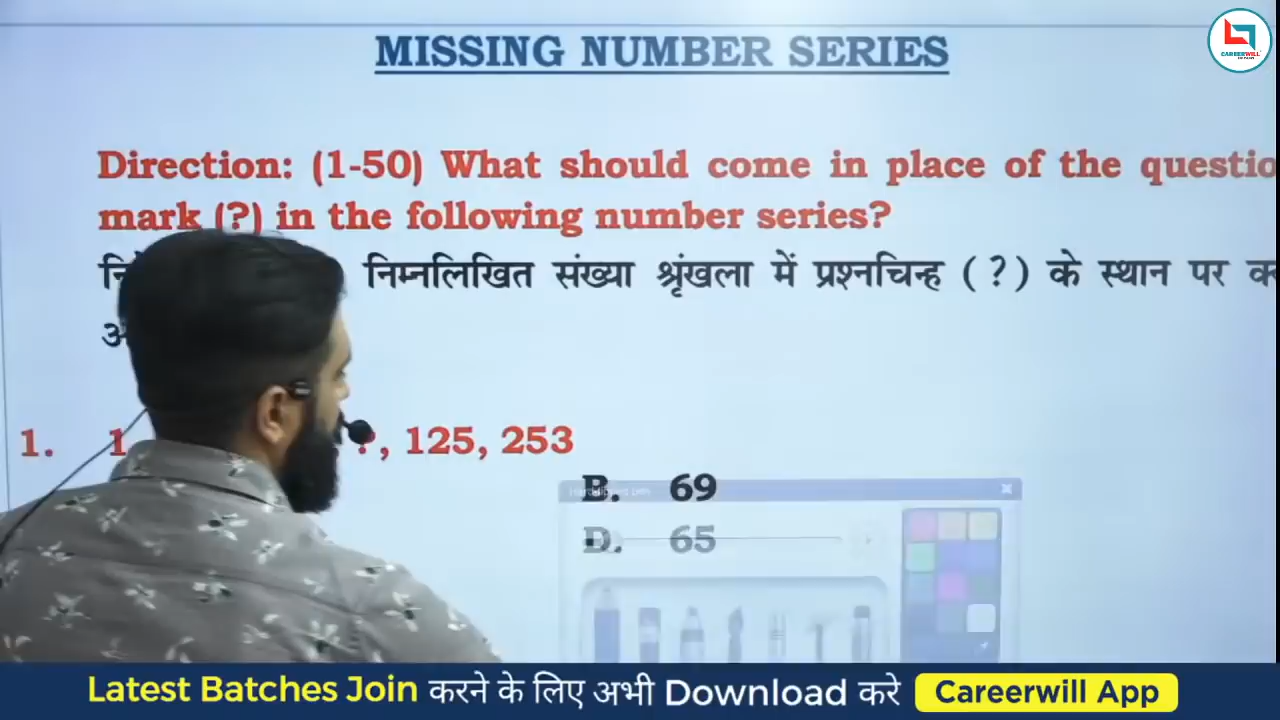 MISSING NUMBER SERIES
CAREERWILL
Direction: (1-50) What should come in place of the questio
mark (?) in the following number series?
निम्नलिखित संख्या श्रृंखला में प्रश्नचिन्ह (?) के स्थान पर
1. 1 ?, 125, 253
B. 69
D. 65
Latest Batches Join करने के लिए अभी Download करे Careerwill App